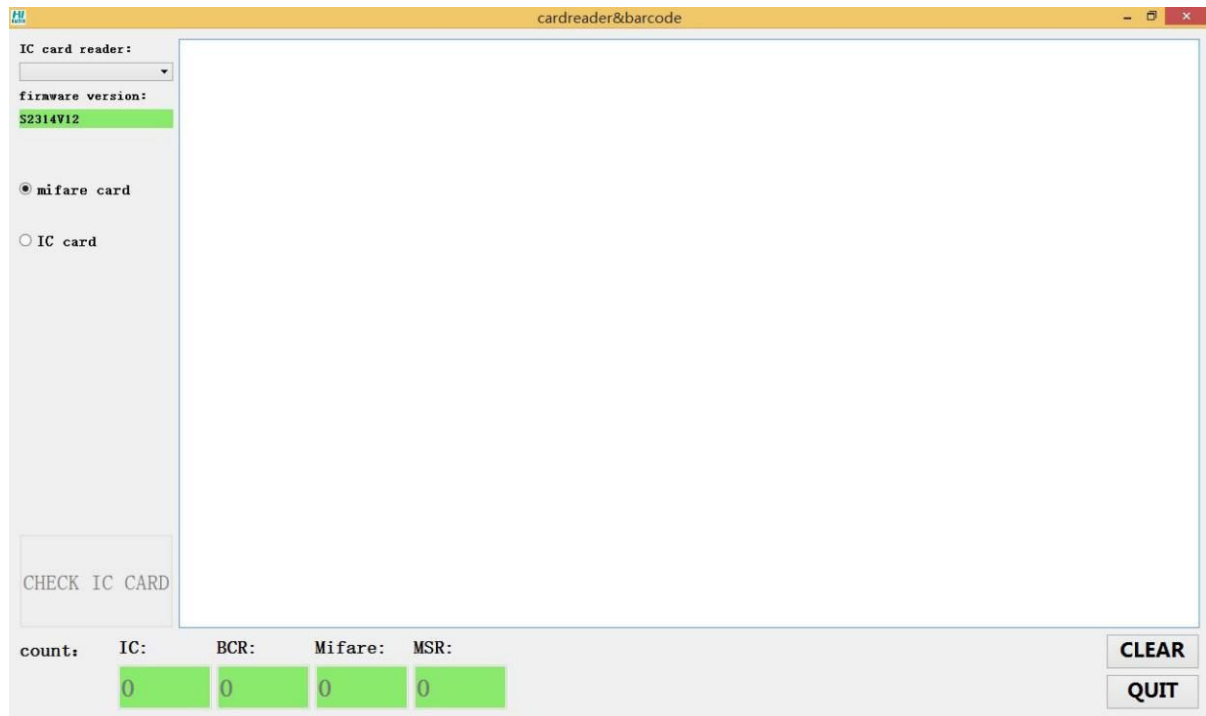 cardreader&barcode
IC card reader:
firmware version:
S2314V12
mifare card
IC card
CHECK IC CARD
count: IC: BCR: Mifare: MSR:
0 0 0 0
CLEAR
QUIT